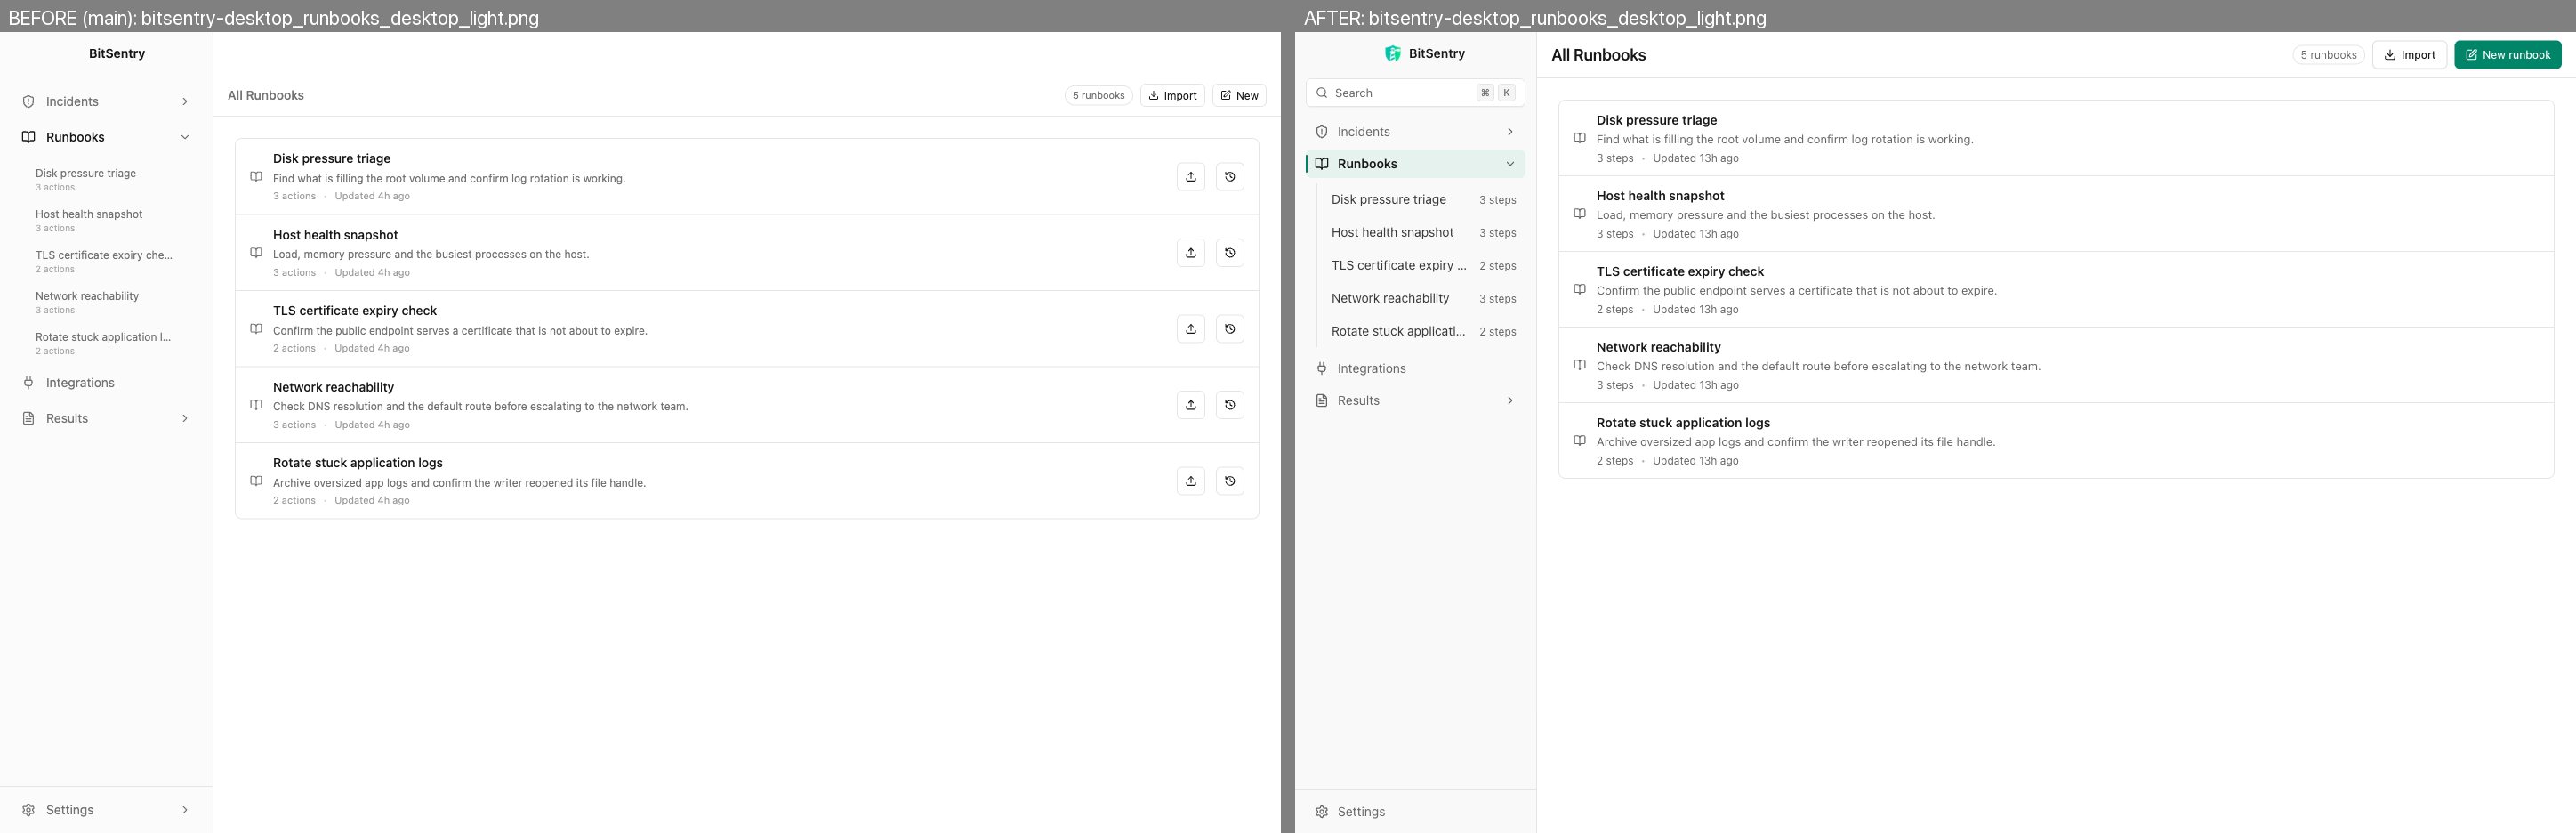 BEFORE (main): bitsentry-desktop_runbooks_desktop_light.png
BitSentry
Incidents
Runbooks
Disk pressure triage
3 actions
Host health snapshot
3 actions
TLS certificate expiry che...
2 actions
Network reachability
3 actions
Rotate stuck application l...
2 actions
Integrations
Results
Settings
All Runbooks
5 runbooks Import New
Disk pressure triage
Find what is filling the root volume and confirm log rotation is working.
3 actions • Updated 4h ago
Host health snapshot
Load, memory pressure and the busiest processes on the host.
3 actions • Updated 4h ago
TLS certificate expiry check
Confirm the public endpoint serves a certificate that is not about to expire.
2 actions • Updated 4h ago
Network reachability
Check DNS resolution and the default route before escalating to the network team.
3 actions • Updated 4h ago
Rotate stuck application logs
Archive oversized app logs and confirm the writer reopened its file handle.
2 actions • Updated 4h ago
AFTER: bitsentry-desktop_runbooks_desktop_light.png
BitSentry
Search ⌘ K
Incidents
Runbooks
Disk pressure triage 3 steps
Host health snapshot 3 steps
TLS certificate expiry ... 2 steps
Network reachability 3 steps
Rotate stuck applicati... 2 steps
Integrations
Results
Settings
All Runbooks
5 runbooks Import New runbook
Disk pressure triage
Find what is filling the root volume and confirm log rotation is working.
3 steps • Updated 13h ago
Host health snapshot
Load, memory pressure and the busiest processes on the host.
3 steps • Updated 13h ago
TLS certificate expiry check
Confirm the public endpoint serves a certificate that is not about to expire.
2 steps • Updated 13h ago
Network reachability
Check DNS resolution and the default route before escalating to the network team.
3 steps • Updated 13h ago
Rotate stuck application logs
Archive oversized app logs and confirm the writer reopened its file handle.
2 steps • Updated 13h ago